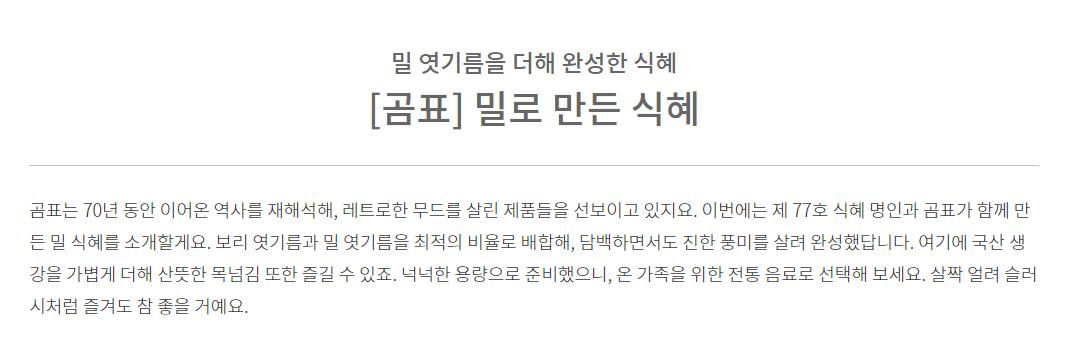 밀 엿기름을 더해 완성한 식혜
[곰표] 밀로 만든 식혜
곰표는 70년 동안 이어온 역사를 재해석해, 레트로한 무드를 살린 제품들을 선보이고 있지요. 이번에는 제 77호 식혜 명인과 곰표가 함께 만
든 밀 식혜를 소개할게요. 보리 엿기름과 밀 엿기름을 최적의 비율로 배합해, 담백하면서도 진한 풍미를 살려 완성했답니다. 여기에 국산 생
강을 가볍게 더해 산뜻한 목넘김 또한 즐길 수 있죠. 넉넉한 용량으로 준비했으니, 온 가족을 위한 전통 음료로 선택해 보세요. 살짝 얼려 슬러
시처럼 즐겨도 참 좋을 거예요.